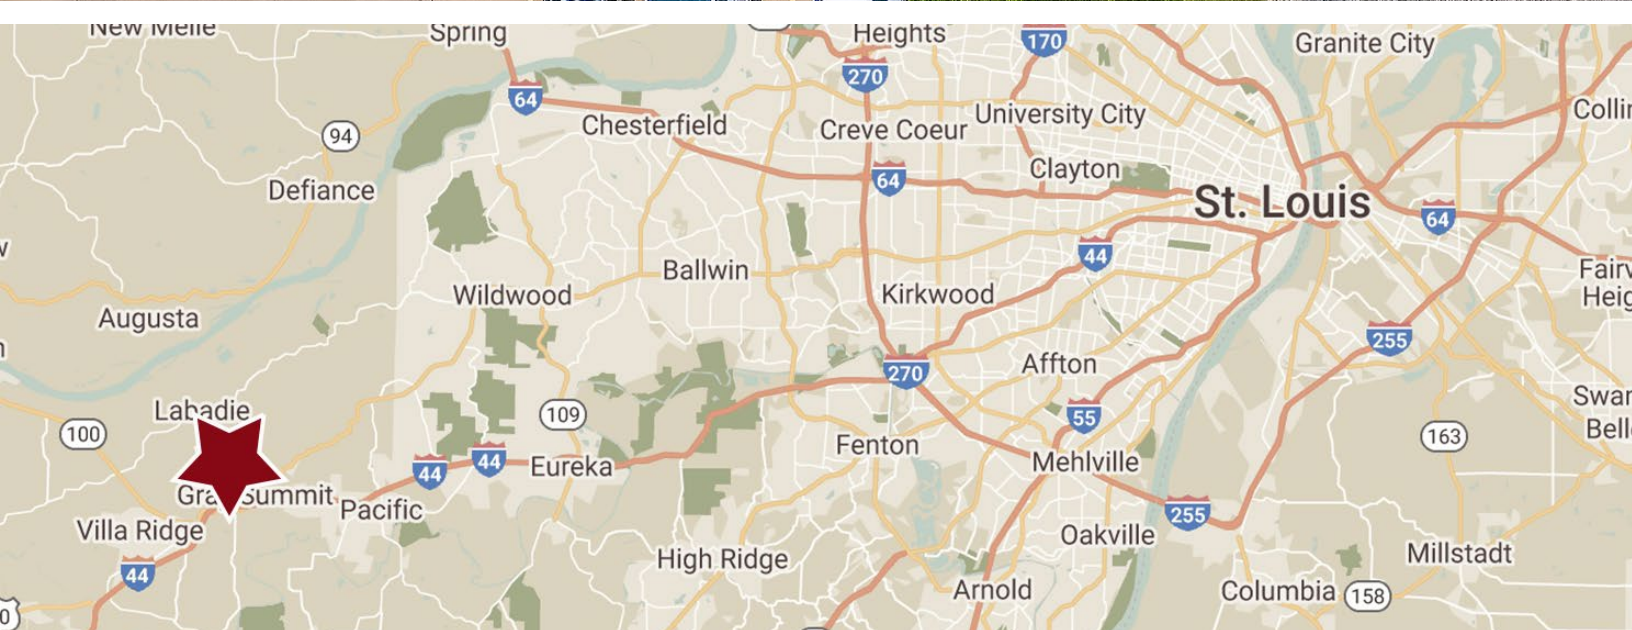 New Melle
Spring
Heights
170
Granite City
270
64
Collin
University City
Chesterfield
Creve Coeur
94
Clayton
64
Defiance
St. Louis
64
44
Ballwin
Fairv
Heig
Wildwood
Kirkwood
Augusta
255
Affton
270
Labadie
Swar
109
55
Bell
100
163
Fenton
44
44
Eureka
Mehlville
Summit
Pacific
255
Villa Ridge
Oakville
High Ridge
Millstadt
44
Arnold
Columbia
158